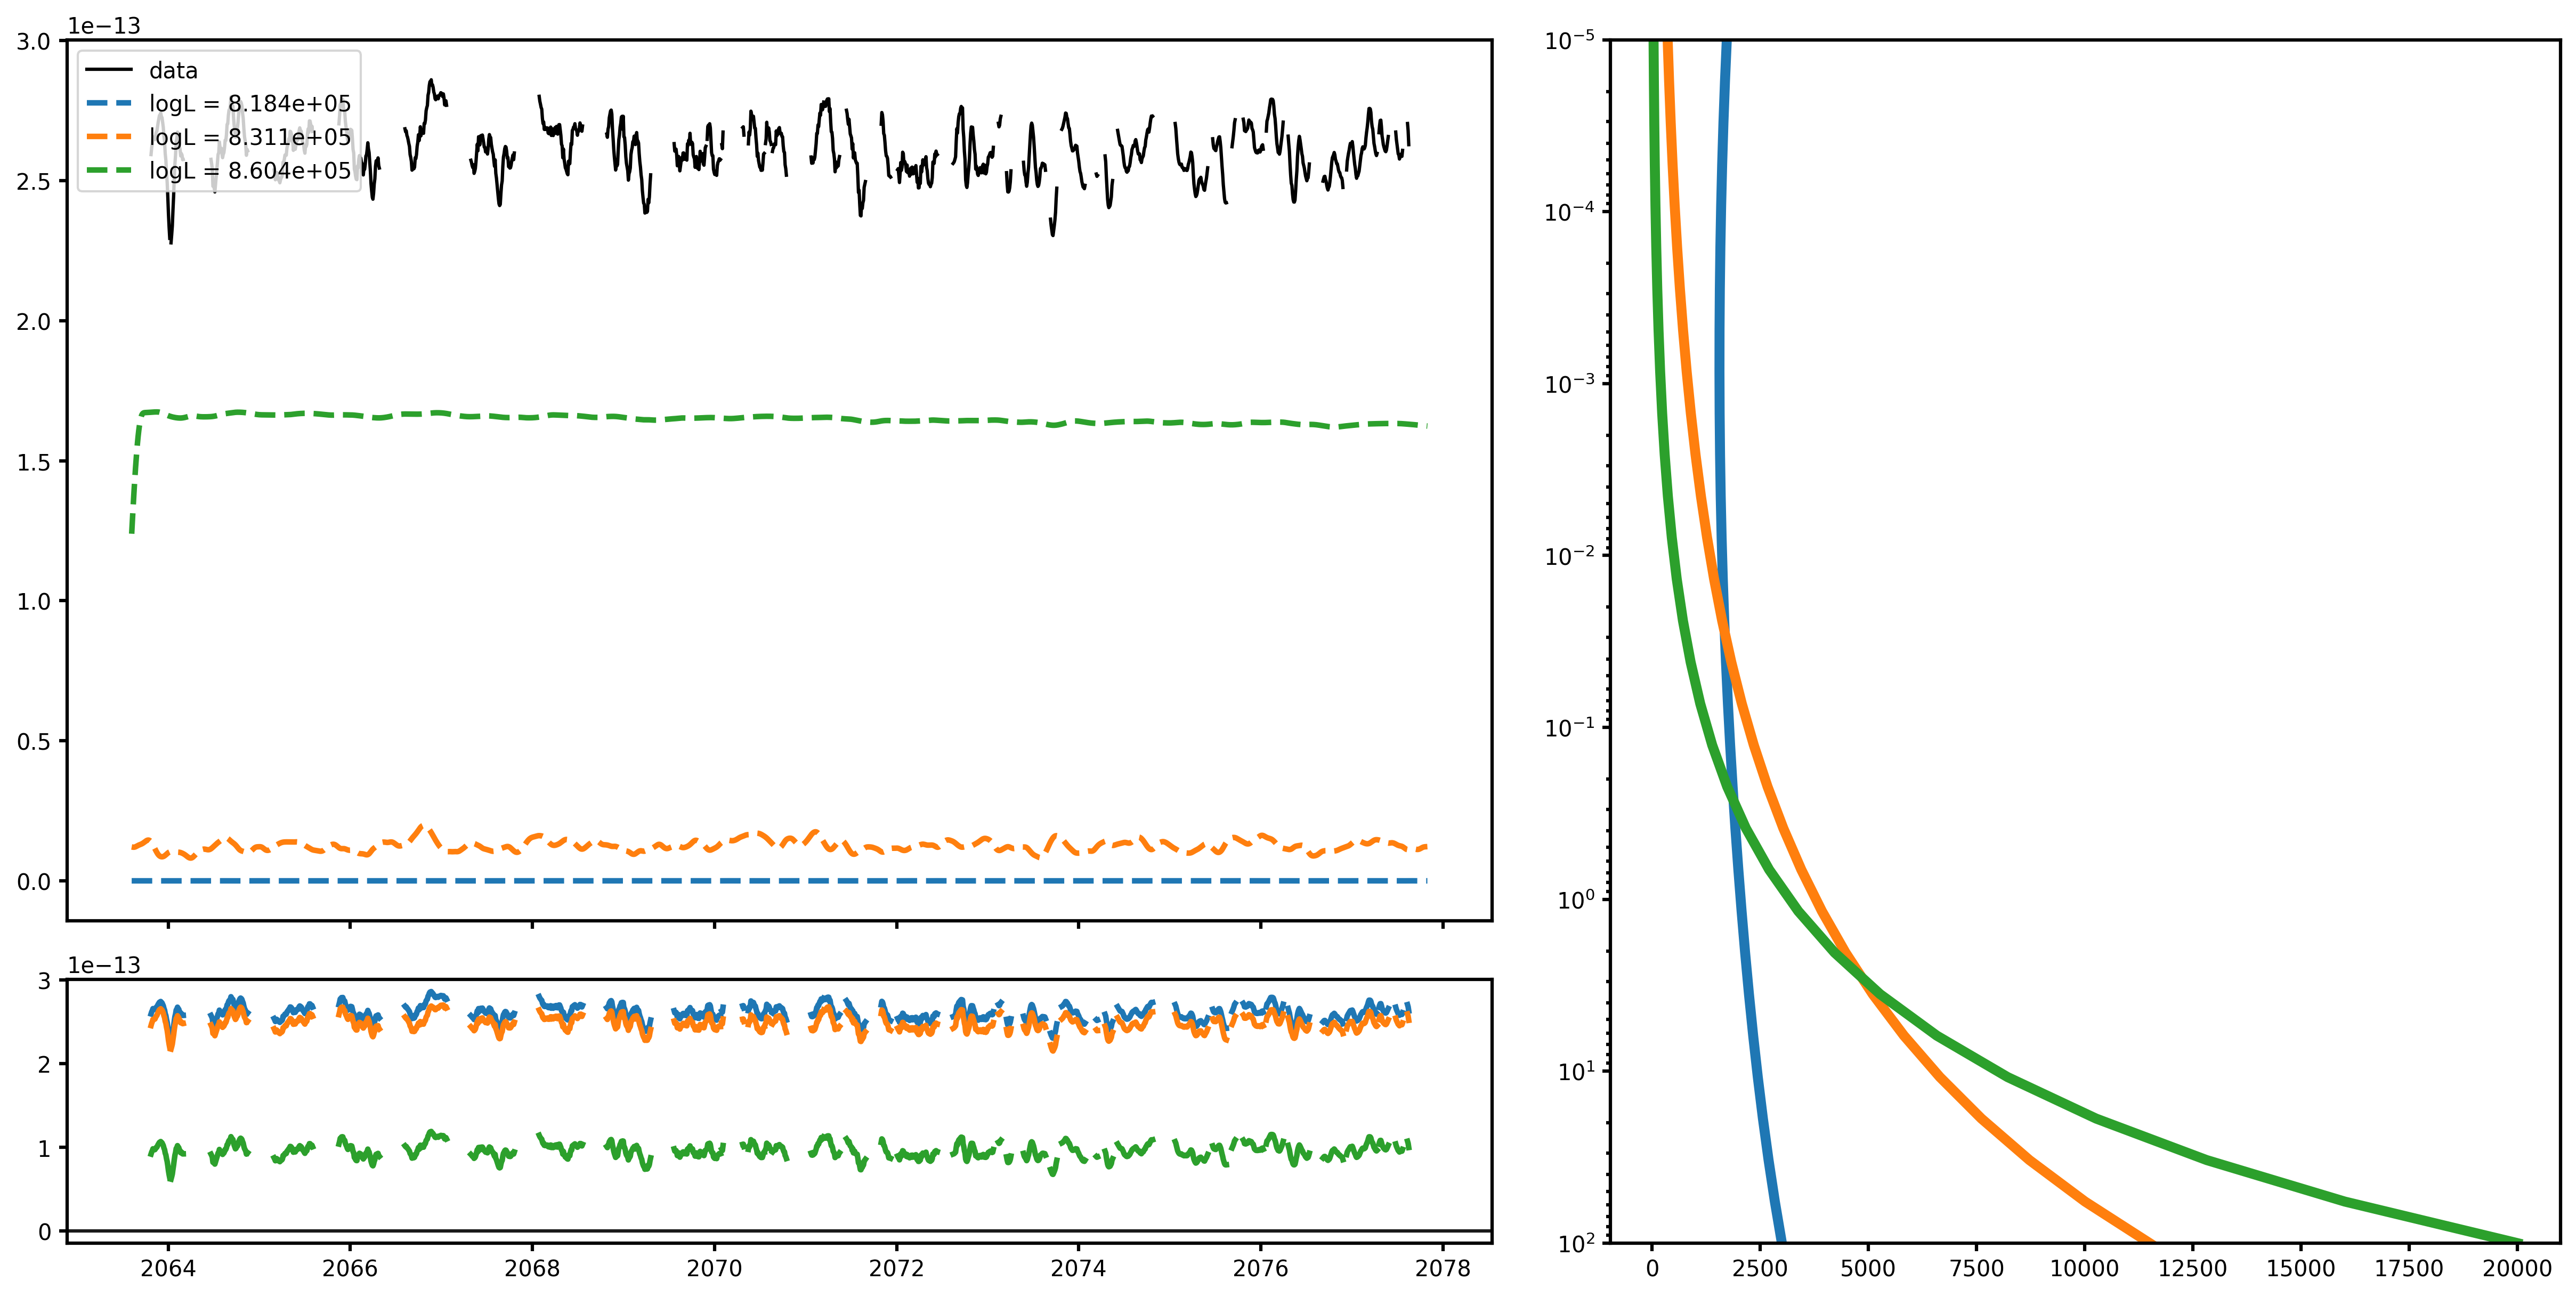 1e−13
3.0
2.5
2.0
1.5
1.0
0.5
0.0
data
logL = 8.184e+05
logL = 8.311e+05
logL = 8.604e+05
1e−13
3
2
1
0
2064 2066 2068 2070 2072 2074 2076 2078
10⁻⁵
10⁻⁴
10⁻³
10⁻²
10⁻¹
10⁰
10¹
10²
0 2500 5000 7500 10000 12500 15000 17500 20000